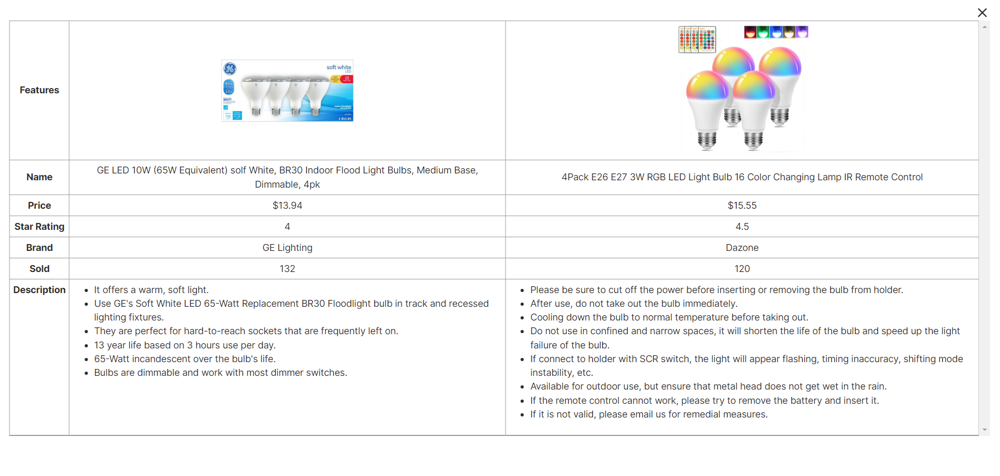 Features
soft white
LED
65w
10w
13
700
$1.20
indoor floodlight
4 BULBS
Name
GE LED 10W (65W Equivalent) solf White, BR30 Indoor Flood Light Bulbs, Medium Base,
Dimmable, 4pk
4Pack E26 E27 3W RGB LED Light Bulb 16 Color Changing Lamp IR Remote Control
Price
$13.94
$15.55
Star Rating
4
4.5
Brand
GE Lighting
Dazone
Sold
132
120
Description
• It offers a warm, soft light.
• Use GE's Soft White LED 65-Watt Replacement BR30 Floodlight bulb in track and recessed
lighting fixtures.
• They are perfect for hard-to-reach sockets that are frequently left on.
• 13 year life based on 3 hours use per day.
• 65-Watt incandescent over the bulb's life.
• Bulbs are dimmable and work with most dimmer switches.
• Please be sure to cut off the power before inserting or removing the bulb from holder.
• After use, do not take out the bulb immediately.
• Cooling down the bulb to normal temperature before taking out.
• Do not use in confined and narrow spaces, it will shorten the life of the bulb and speed up the light
failure of the bulb.
• If connect to holder with SCR switch, the light will appear flashing, timing inaccuracy, shifting mode
instability, etc.
• Available for outdoor use, but ensure that metal head does not get wet in the rain.
• If the remote control cannot work, please try to remove the battery and insert it.
• If it is not valid, please email us for remedial measures.